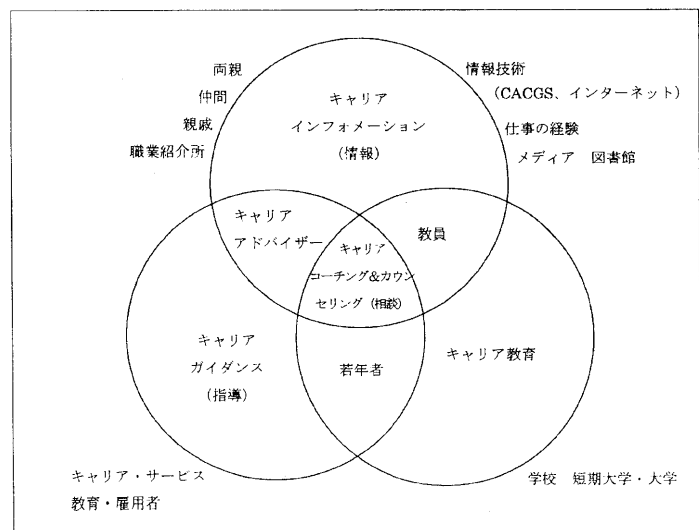 両親
仲間
親戚
職業紹介所
キャリア
インフォメーション
(情報)
情報技術
(CACGS、インターネット)
仕事の経験
メディア 図書館
キャリア
アドバイザー
キャリア
コーチング&カウン
セリング (相談)
教員
キャリア
ガイダンス
(指導)
若年者
キャリア教育
キャリア・サービス
教育・雇用者
学校 短期大学・大学